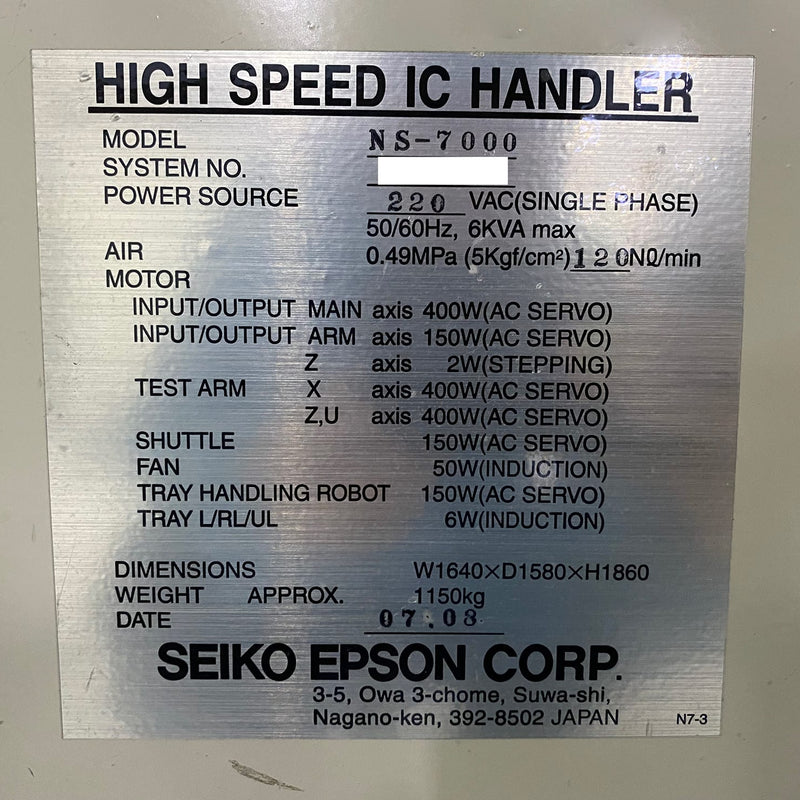 HIGH SPEED IC HANDLER
MODEL NS-7000
SYSTEM NO.
POWER SOURCE 220 VAC(SINGLE PHASE)
50/60Hz, 6KVA max
AIR 0.49MPa (5Kgf/cm²) 120Nℓ/min
MOTOR
INPUT/OUTPUT MAIN axis 400W(AC SERVO)
INPUT/OUTPUT ARM axis 150W(AC SERVO)
Z axis 2W(STEPPING)
TEST ARM X axis 400W(AC SERVO)
Z,U axis 400W(AC SERVO)
SHUTTLE 150W(AC SERVO)
FAN 50W(INDUCTION)
TRAY HANDLING ROBOT 150W(AC SERVO)
TRAY L/RL/UL 6W(INDUCTION)
DIMENSIONS W1640×D1580×H1860
WEIGHT APPROX. 1150kg
DATE 07.08
SEIKO EPSON CORP.
3-5, Owa 3-chome, Suwa-shi,
Nagano-ken, 392-8502 JAPAN
N7-3